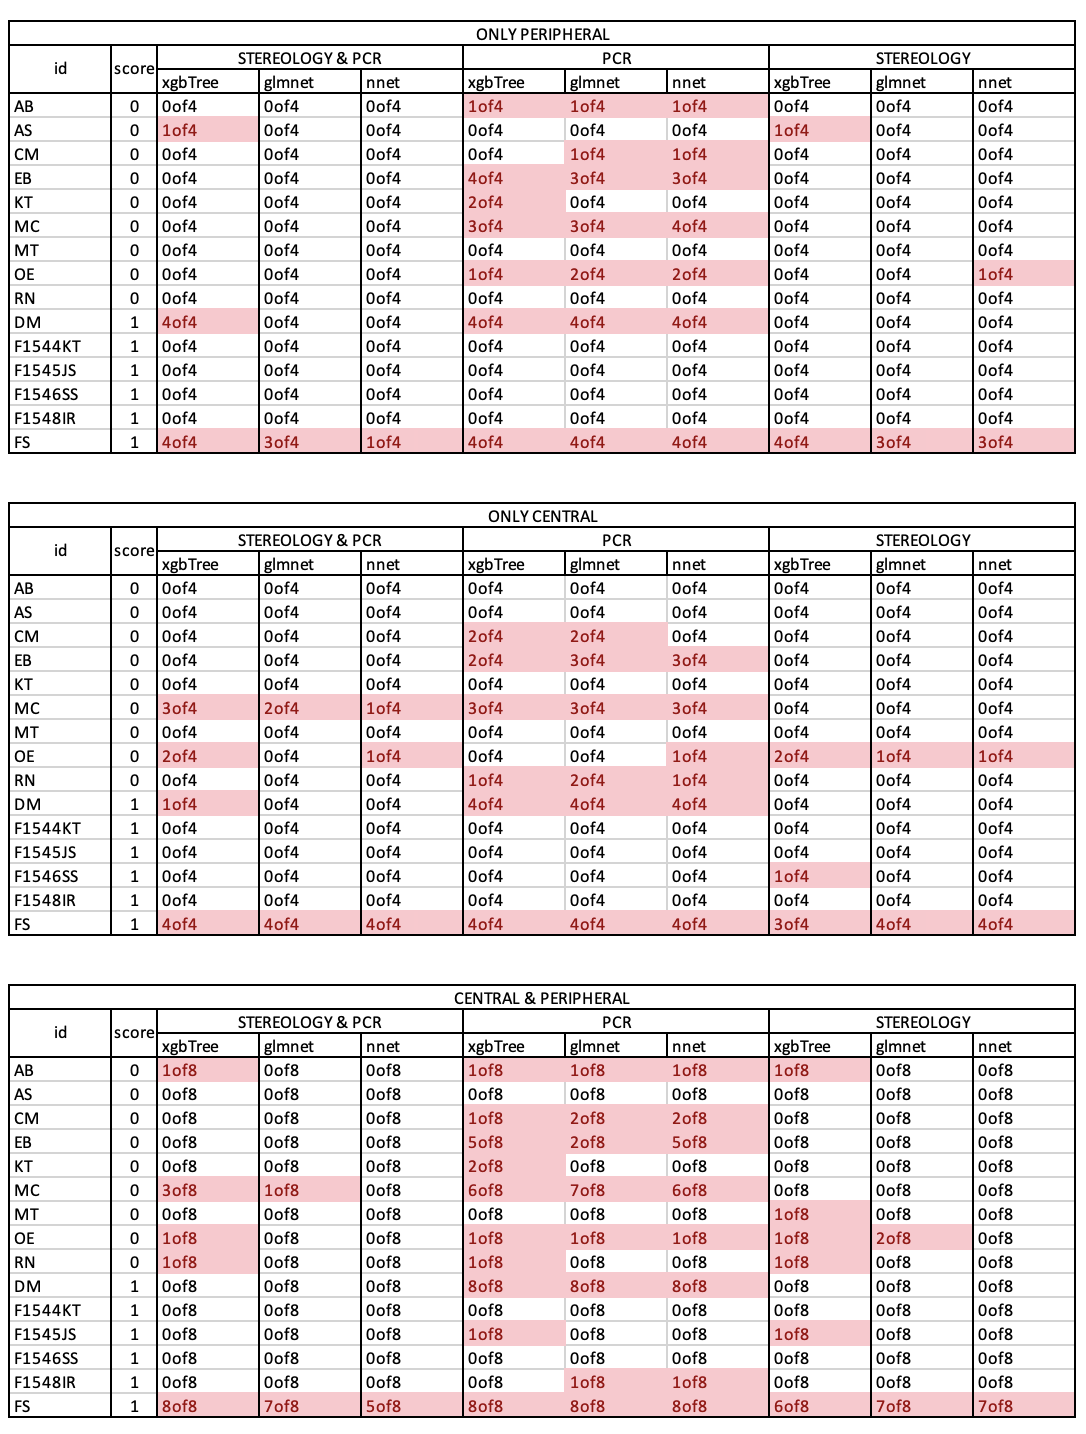 ONLY PERIPHERAL
id score STEREOLOGY & PCR PCR STEREOLOGY
xgbTree glmnet nnet xgbTree glmnet nnet xgbTree glmnet nnet
AB 0 0of4 0of4 0of4 1of4 1of4 1of4 0of4 0of4 0of4
AS 0 1of4 0of4 0of4 0of4 0of4 0of4 1of4 0of4 0of4
CM 0 0of4 0of4 0of4 0of4 1of4 1of4 0of4 0of4 0of4
EB 0 0of4 0of4 0of4 4of4 3of4 3of4 0of4 0of4 0of4
KT 0 0of4 0of4 0of4 2of4 0of4 0of4 0of4 0of4 0of4
MC 0 0of4 0of4 0of4 3of4 3of4 4of4 0of4 0of4 0of4
MT 0 0of4 0of4 0of4 0of4 0of4 0of4 0of4 0of4 0of4
OE 0 0of4 0of4 0of4 1of4 2of4 2of4 0of4 0of4 1of4
RN 0 0of4 0of4 0of4 0of4 0of4 0of4 0of4 0of4 0of4
DM 1 4of4 0of4 0of4 4of4 4of4 4of4 0of4 0of4 0of4
F1544KT 1 0of4 0of4 0of4 0of4 0of4 0of4 0of4 0of4 0of4
F1545JS 1 0of4 0of4 0of4 0of4 0of4 0of4 0of4 0of4 0of4
F1546SS 1 0of4 0of4 0of4 0of4 0of4 0of4 0of4 0of4 0of4
F1548IR 1 0of4 0of4 0of4 0of4 0of4 0of4 0of4 0of4 0of4
FS 1 4of4 3of4 1of4 4of4 4of4 4of4 4of4 3of4 3of4
ONLY CENTRAL
id score STEREOLOGY & PCR PCR STEREOLOGY
xgbTree glmnet nnet xgbTree glmnet nnet xgbTree glmnet nnet
AB 0 0of4 0of4 0of4 0of4 0of4 0of4 0of4 0of4 0of4
AS 0 0of4 0of4 0of4 0of4 0of4 0of4 0of4 0of4 0of4
CM 0 0of4 0of4 0of4 2of4 2of4 0of4 0of4 0of4 0of4
EB 0 0of4 0of4 0of4 2of4 3of4 3of4 0of4 0of4 0of4
KT 0 0of4 0of4 0of4 0of4 0of4 0of4 0of4 0of4 0of4
MC 0 3of4 2of4 1of4 3of4 3of4 3of4 0of4 0of4 0of4
MT 0 0of4 0of4 0of4 0of4 0of4 0of4 0of4 0of4 0of4
OE 0 2of4 0of4 1of4 0of4 0of4 1of4 2of4 1of4 1of4
RN 0 0of4 0of4 0of4 1of4 2of4 1of4 0of4 0of4 0of4
DM 1 1of4 0of4 0of4 4of4 4of4 4of4 0of4 0of4 0of4
F1544KT 1 0of4 0of4 0of4 0of4 0of4 0of4 0of4 0of4 0of4
F1545JS 1 0of4 0of4 0of4 0of4 0of4 0of4 0of4 0of4 0of4
F1546SS 1 0of4 0of4 0of4 0of4 0of4 0of4 1of4 0of4 0of4
F1548IR 1 0of4 0of4 0of4 0of4 0of4 0of4 0of4 0of4 0of4
FS 1 4of4 4of4 4of4 4of4 4of4 4of4 3of4 4of4 4of4
CENTRAL & PERIPHERAL
id score STEREOLOGY & PCR PCR STEREOLOGY
xgbTree glmnet nnet xgbTree glmnet nnet xgbTree glmnet nnet
AB 0 1of8 0of8 0of8 1of8 1of8 1of8 1of8 0of8 0of8
AS 0 0of8 0of8 0of8 0of8 0of8 0of8 0of8 0of8 0of8
CM 0 0of8 0of8 0of8 1of8 2of8 2of8 0of8 0of8 0of8
EB 0 0of8 0of8 0of8 5of8 2of8 5of8 0of8 0of8 0of8
KT 0 0of8 0of8 0of8 2of8 0of8 0of8 0of8 0of8 0of8
MC 0 3of8 1of8 0of8 6of8 7of8 6of8 0of8 0of8 0of8
MT 0 0of8 0of8 0of8 0of8 0of8 0of8 1of8 0of8 0of8
OE 0 1of8 0of8 0of8 1of8 1of8 1of8 1of8 2of8 0of8
RN 0 1of8 0of8 0of8 1of8 0of8 0of8 1of8 0of8 0of8
DM 1 0of8 0of8 0of8 8of8 8of8 8of8 0of8 0of8 0of8
F1544KT 1 0of8 0of8 0of8 0of8 0of8 0of8 0of8 0of8 0of8
F1545JS 1 0of8 0of8 0of8 1of8 0of8 0of8 1of8 0of8 0of8
F1546SS 1 0of8 0of8 0of8 0of8 0of8 0of8 0of8 0of8 0of8
F1548IR 1 0of8 0of8 0of8 0of8 1of8 1of8 0of8 0of8 0of8
FS 1 8of8 7of8 5of8 8of8 8of8 8of8 6of8 7of8 7of8